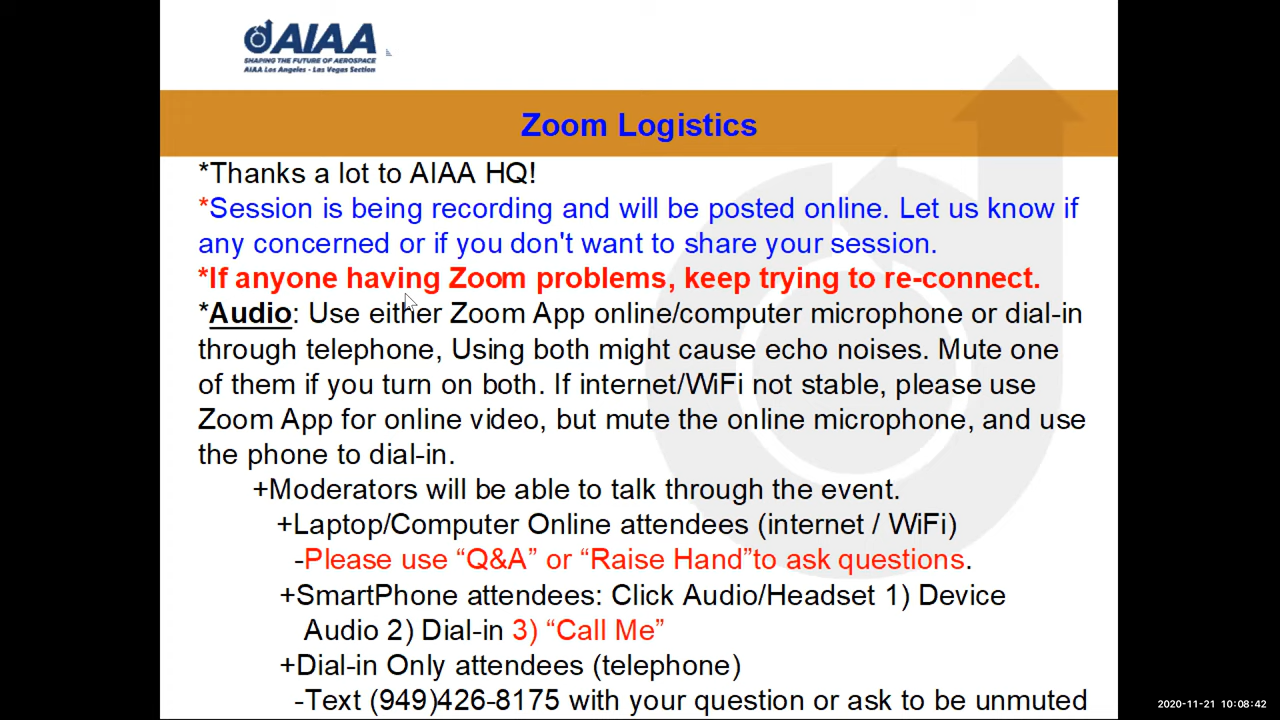 AIAA
SHAPING THE FUTURE OF AEROSPACE
AIAA Los Angeles - Las Vegas Section
Zoom Logistics
*Thanks a lot to AIAA HQ!
*Session is being recording and will be posted online. Let us know if
any concerned or if you don't want to share your session.
*If anyone having Zoom problems, keep trying to re-connect.
*Audio: Use either Zoom App online/computer microphone or dial-in
through telephone, Using both might cause echo noises. Mute one
of them if you turn on both. If internet/WiFi not stable, please use
Zoom App for online video, but mute the online microphone, and use
the phone to dial-in.
+Moderators will be able to talk through the event.
+Laptop/Computer Online attendees (internet / WiFi)
-Please use “Q&A” or “Raise Hand”to ask questions.
+SmartPhone attendees: Click Audio/Headset 1) Device
Audio 2) Dial-in 3) “Call Me”
+Dial-in Only attendees (telephone)
-Text (949)426-8175 with your question or ask to be unmuted
2020-11-21 10:08:42